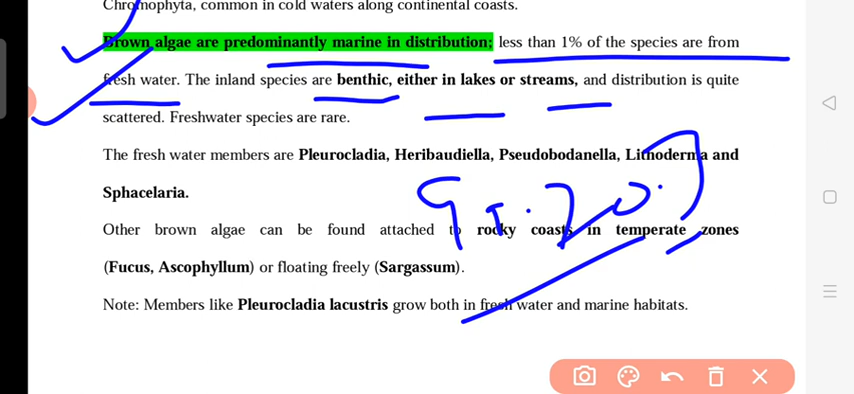 Chromophyta, common in cold waters along continental coasts.
Brown algae are predominantly marine in distribution; less than 1% of the species are from
fresh water. The inland species are benthic, either in lakes or streams, and distribution is quite
scattered. Freshwater species are rare.
The fresh water members are Pleurocladia, Heribaudiella, Pseudobodanella, Lithoderma and
Sphacelaria.
Other brown algae can be found attached to rocky coasts in temperate zones
(Fucus, Ascophyllum) or floating freely (Sargassum).
Note: Members like Pleurocladia lacustris grow both in fresh water and marine habitats.